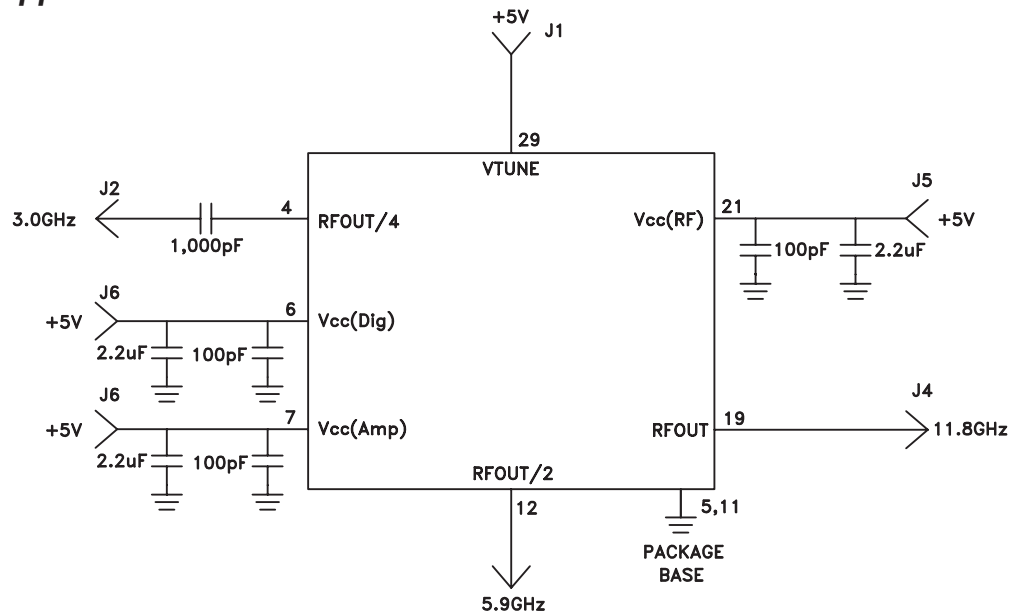 +5V
J1
29
VTUNE
J2
3.0GHz
1,000pF
4
RFOUT/4
Vcc(RF)
21
J5
+5V
100pF
2.2uF
J6
+5V
6
Vcc(Dig)
2.2uF
100pF
J6
+5V
7
Vcc(Amp)
2.2uF
100pF
RFOUT
19
J4
11.8GHz
RFOUT/2
12
5.9GHz
5,11
PACKAGE
BASE